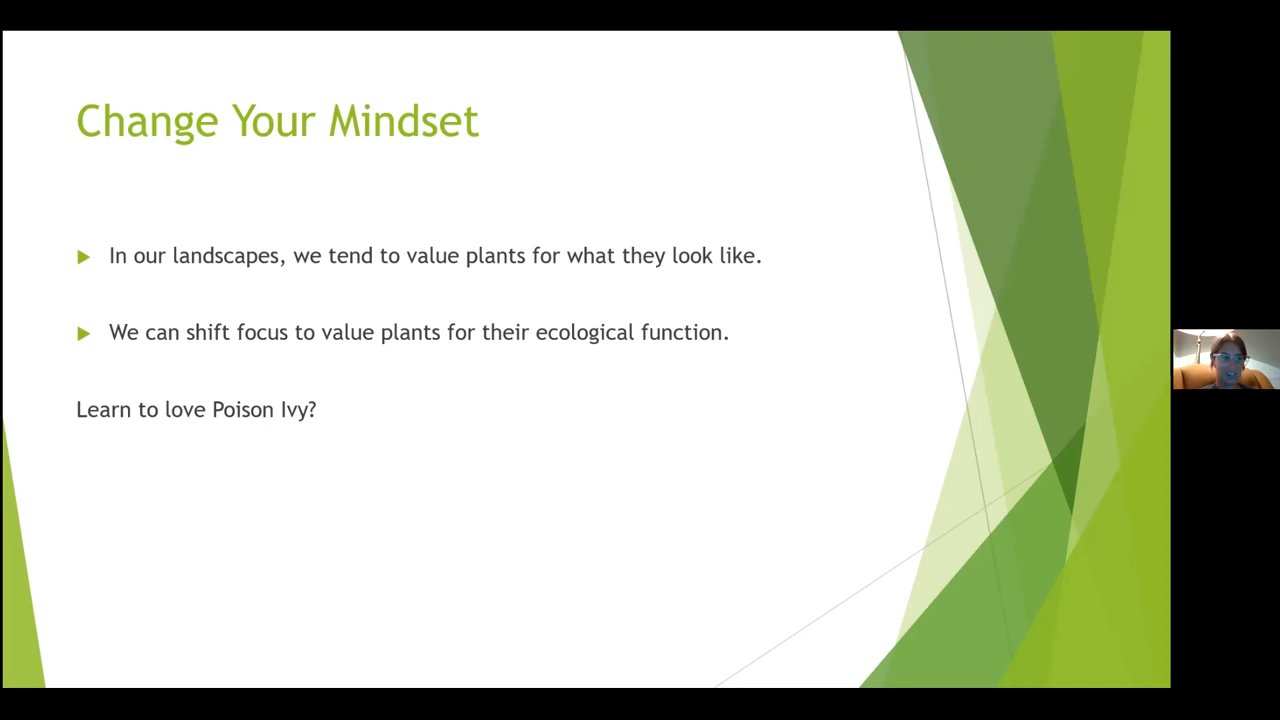 Change Your Mindset
In our landscapes, we tend to value plants for what they look like.
We can shift focus to value plants for their ecological function.
Learn to love Poison Ivy?